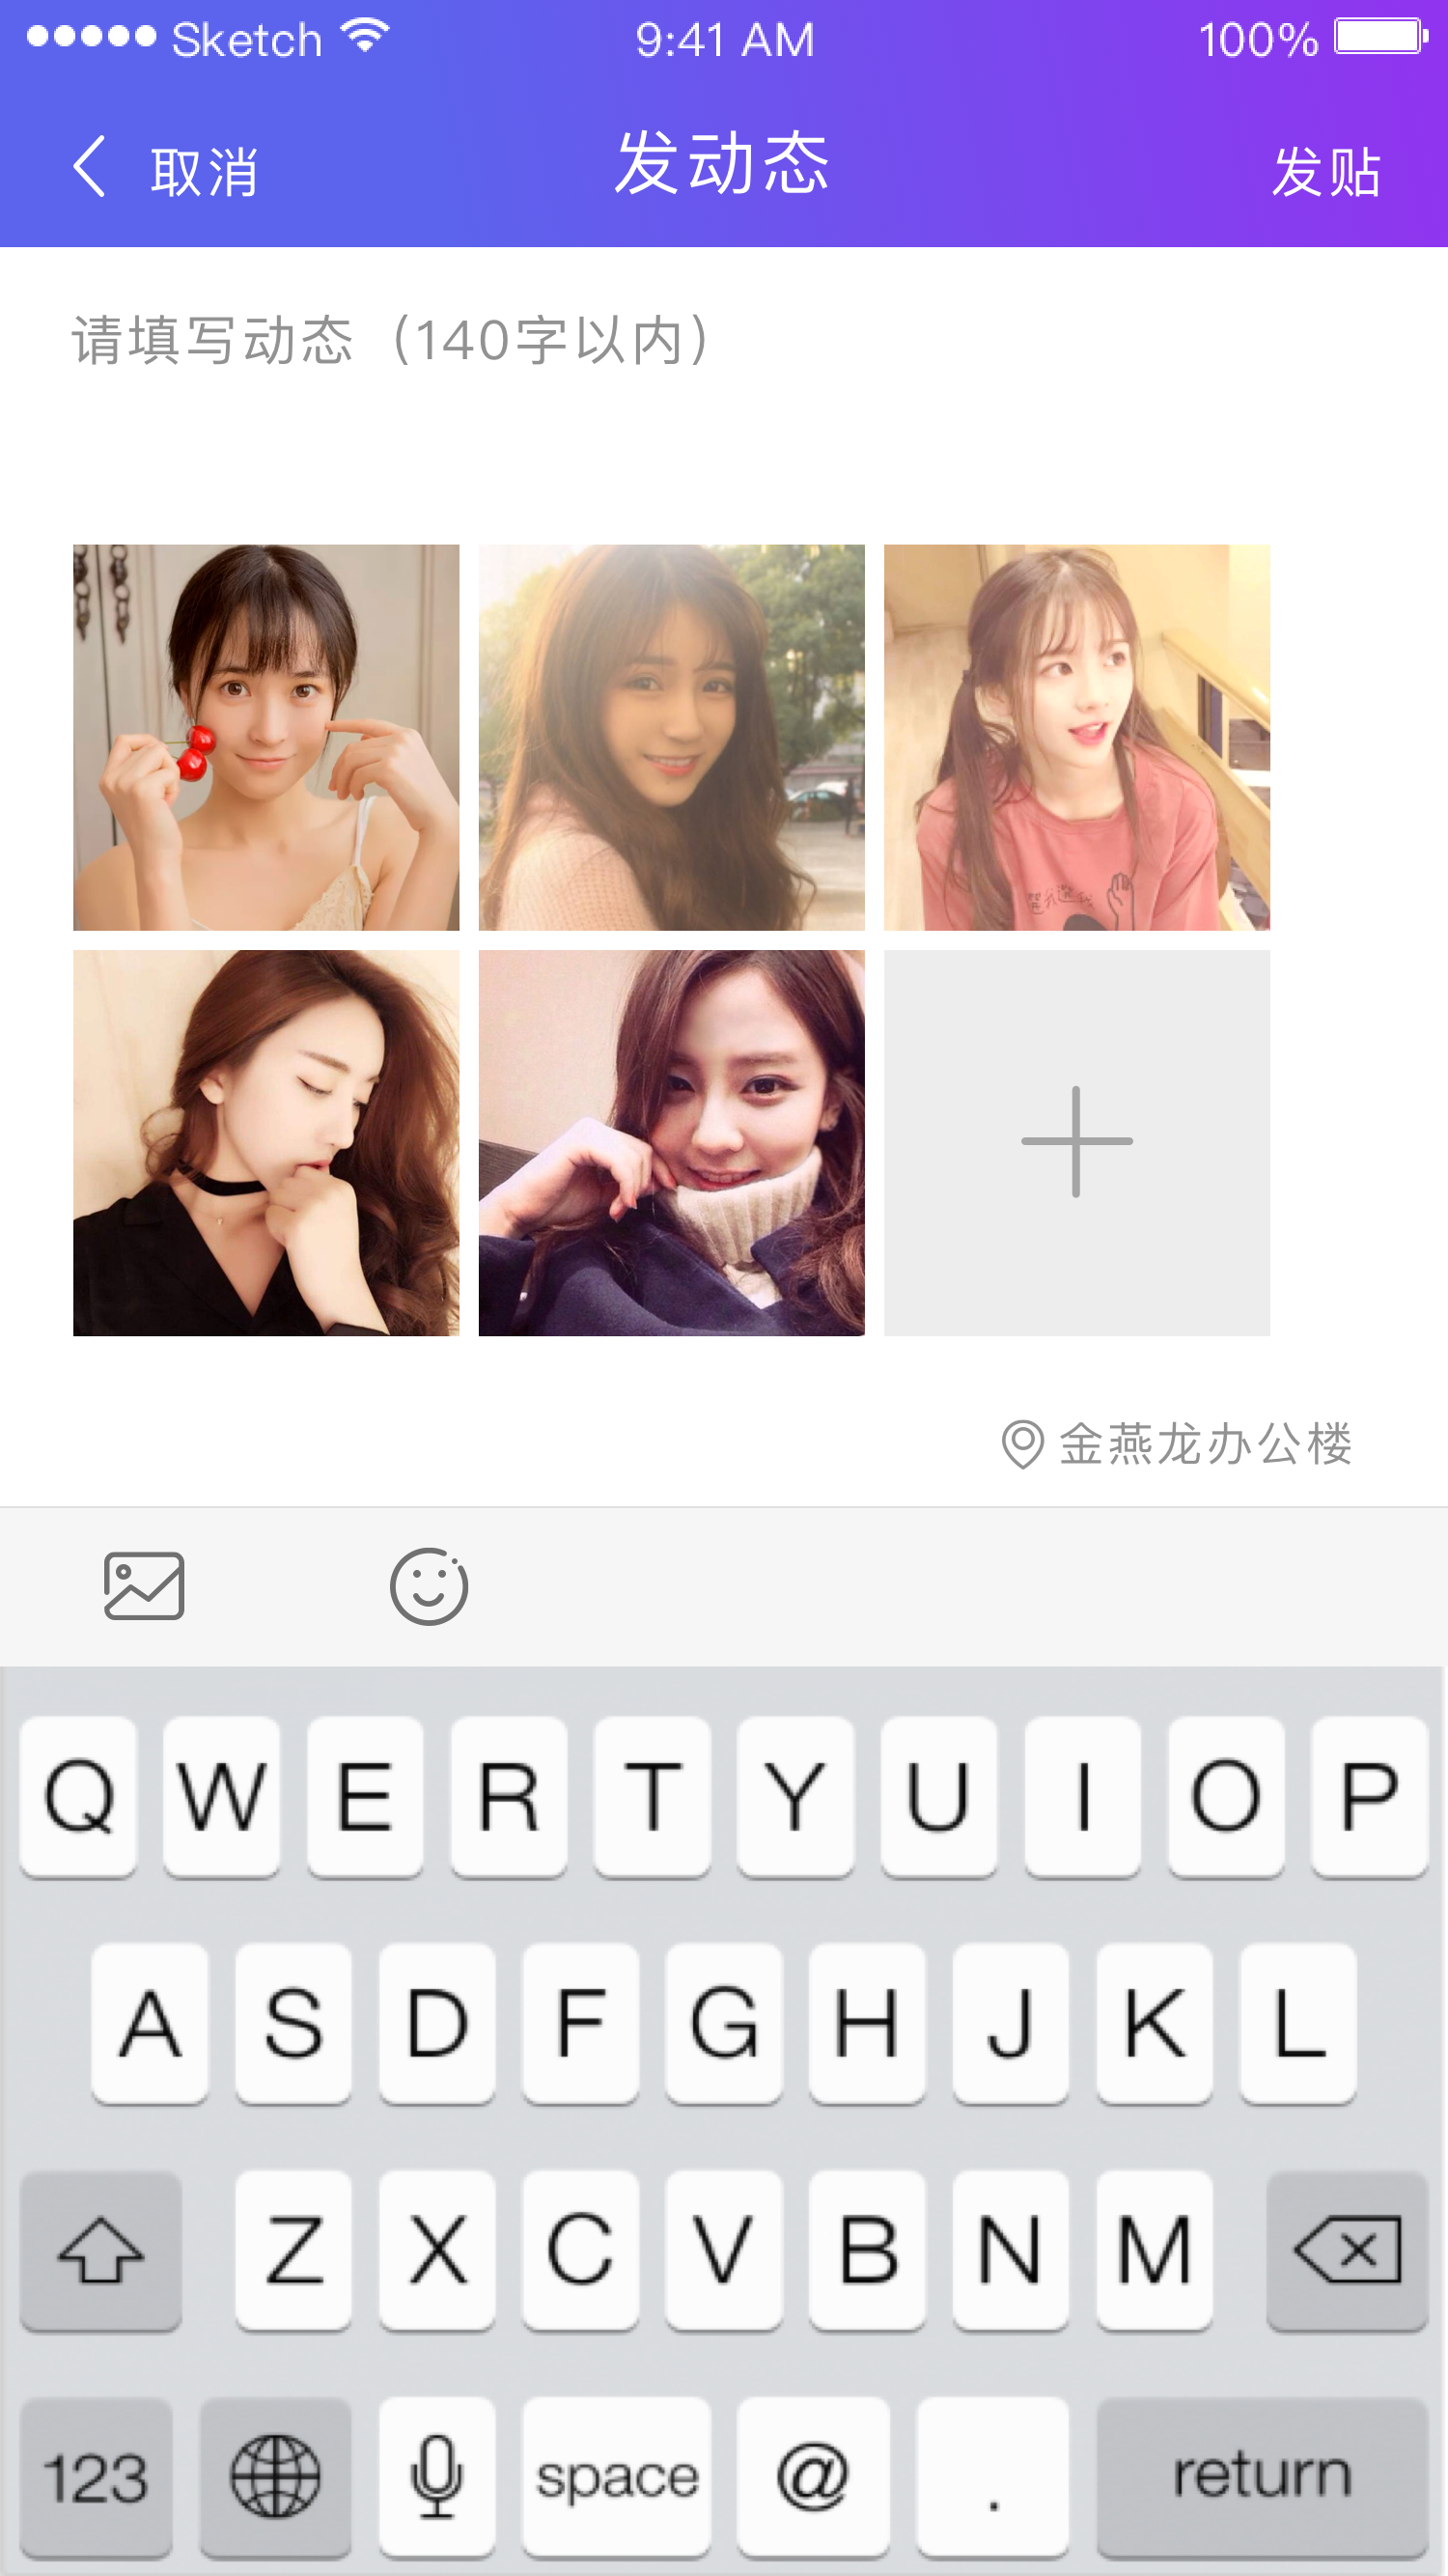 Sketch 9:41 AM 100%
取消 发动态 发贴
请填写动态（140字以内）
金燕龙办公楼
Q W E R T Y U I O P
A S D F G H J K L
Z X C V B N M
123 space @ . return